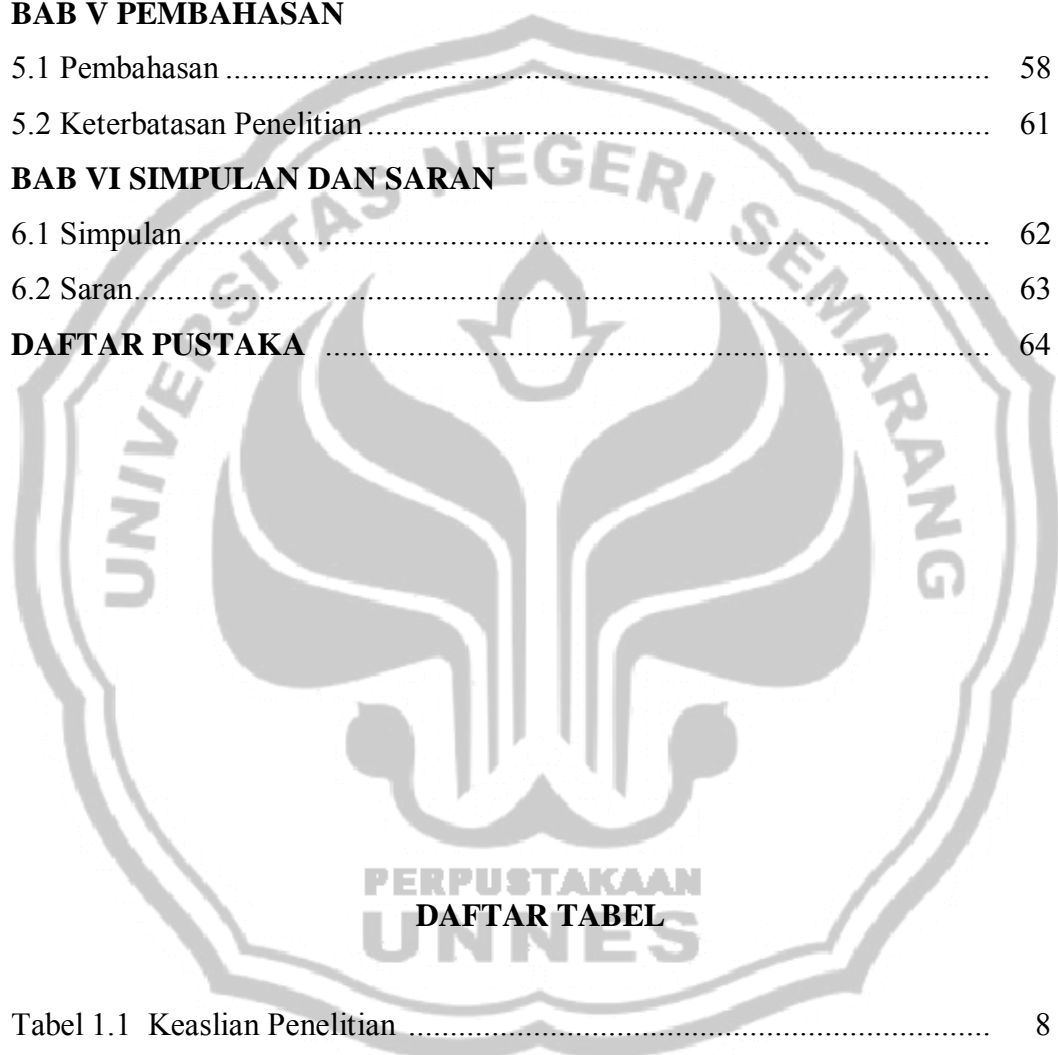 BAB V PEMBAHASAN
5.1 Pembahasan ........................................................................ 58
5.2 Keterbatasan Penelitian ........................................................................ 61
BAB VI SIMPULAN DAN SARAN
6.1 Simpulan ........................................................................ 62
6.2 Saran ........................................................................ 63
DAFTAR PUSTAKA ........................................................................ 64
UNIVERSITAS NEGERI SEMARANG
PERPUSTAKAAN
UNNES
DAFTAR TABEL
Tabel 1.1 Keaslian Penelitian ........................................................................ 8